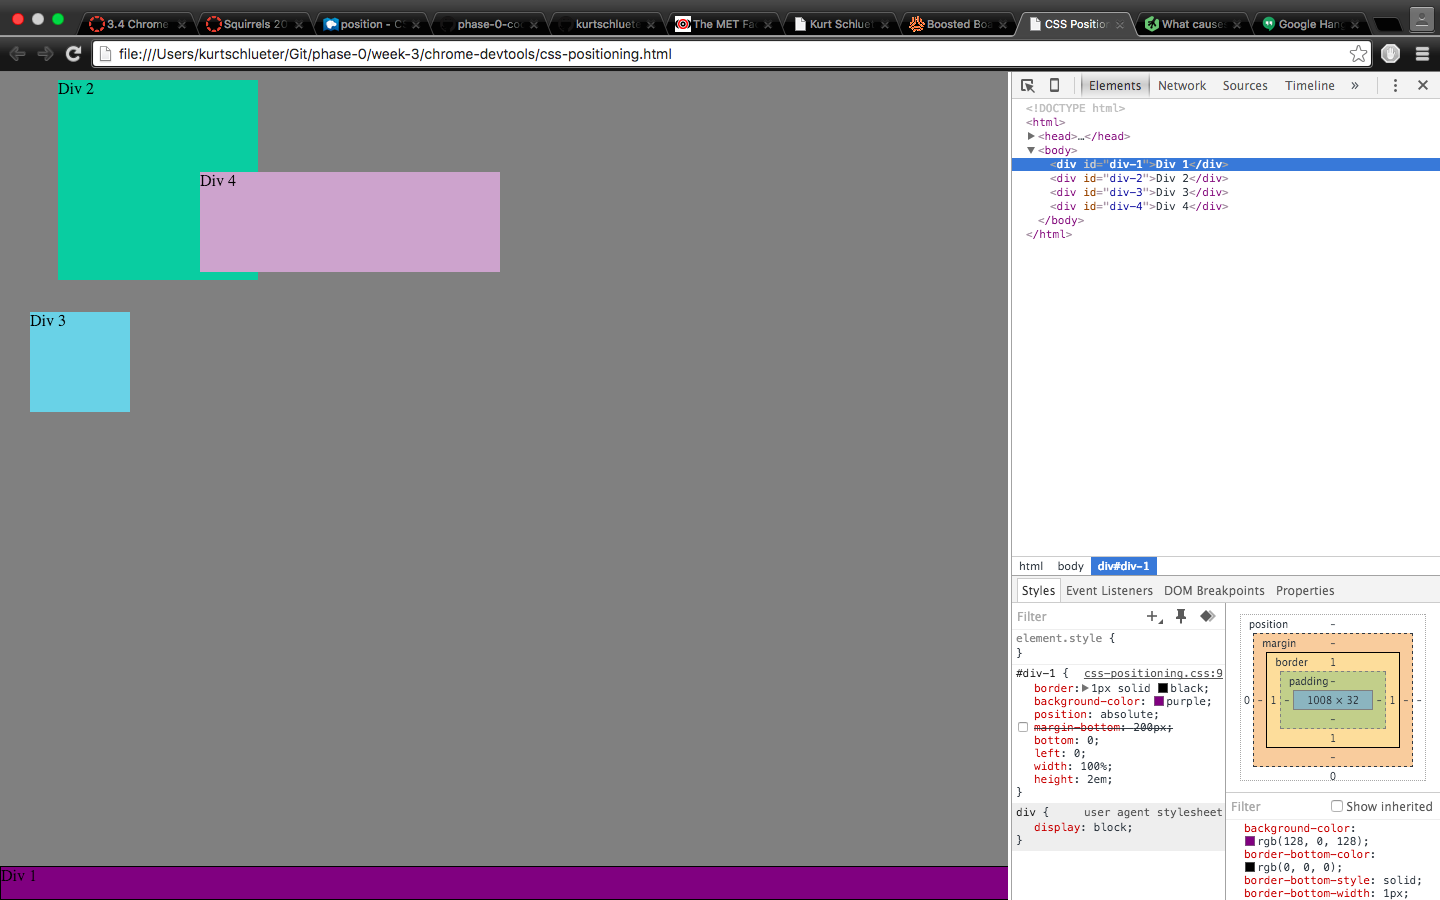 3.4 Chrome
Squirrels 20
position - C
phase-0-co
kurtschluete
The MET Fa
Kurt Schluet
Boosted Boa
CSS Position
What cause
Google Hang
file:///Users/kurtschlueter/Git/phase-0/week-3/chrome-devtools/css-positioning.html
Div 2
Div 4
Div 3
Div 1
Elements Network Sources Timeline »
<!DOCTYPE html>
<html>
<head>…</head>
<body>
<div id="div-1">Div 1</div>
<div id="div-2">Div 2</div>
<div id="div-3">Div 3</div>
<div id="div-4">Div 4</div>
</body>
</html>
html body div#div-1
Styles Event Listeners DOM Breakpoints Properties
Filter
element.style {
}
#div-1 { css-positioning.css:9
border: 1px solid black;
background-color: purple;
position: absolute;
margin-bottom: 200px;
bottom: 0;
left: 0;
width: 100%;
height: 2em;
}
div { user agent stylesheet
display: block;
}
position -
margin -
border 1
padding -
0 - 1 - 1008 × 32 - 1 - -
-
1
-
0
Filter Show inherited
background-color:
rgb(128, 0, 128);
border-bottom-color:
rgb(0, 0, 0);
border-bottom-style: solid;
border-bottom-width: 1px;